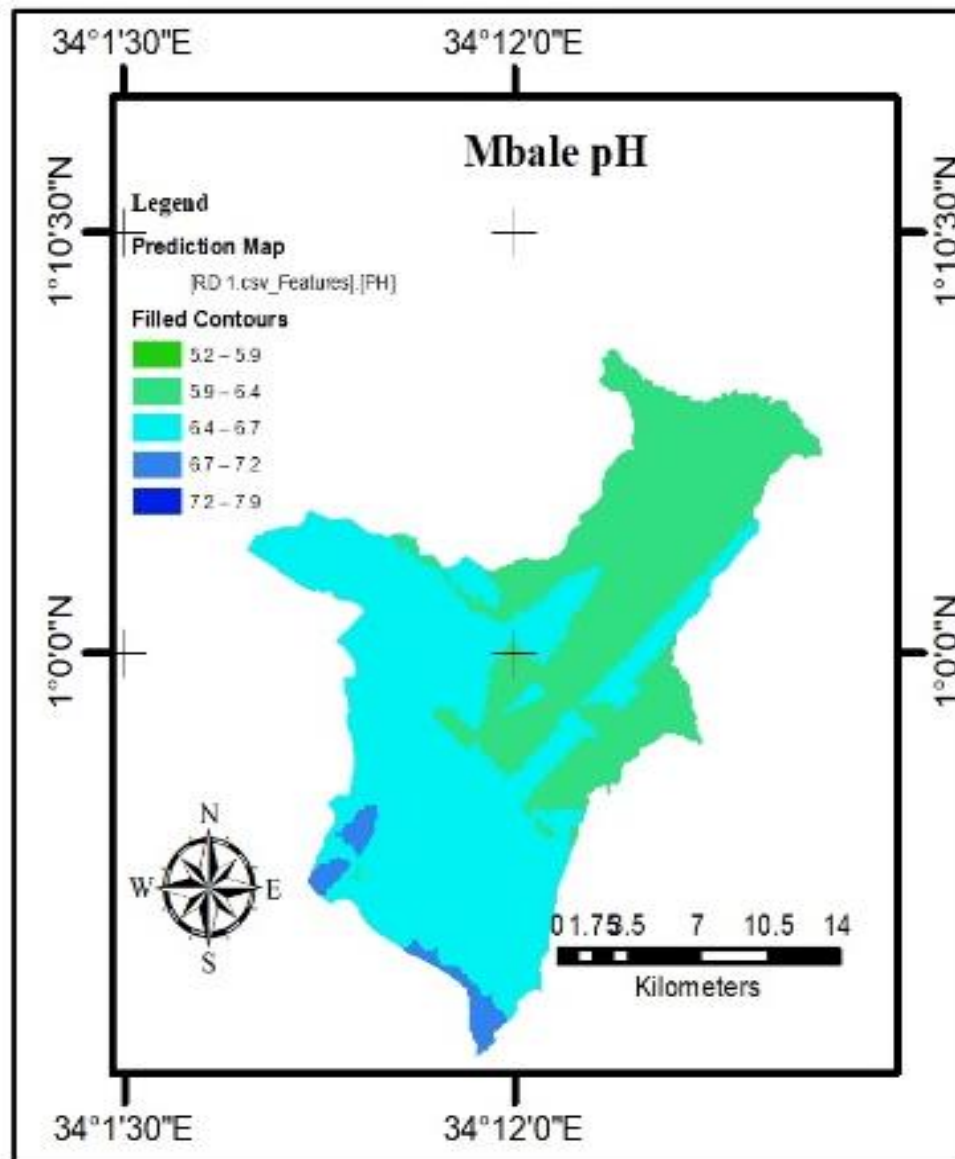 34°1'30"E 34°12'0"E
Mbale pH
1°10'30"N 1°10'30"N
Legend
Prediction Map
[RD 1.csv_Features].[PH]
Filled Contours
5.2 – 5.9
5.9 – 6.4
6.4 – 6.7
6.7 – 7.2
7.2 – 7.9
1°0'0"N 1°0'0"N
N
W E
S
0 1.75 3.5 7 10.5 14
Kilometers
34°1'30"E 34°12'0"E